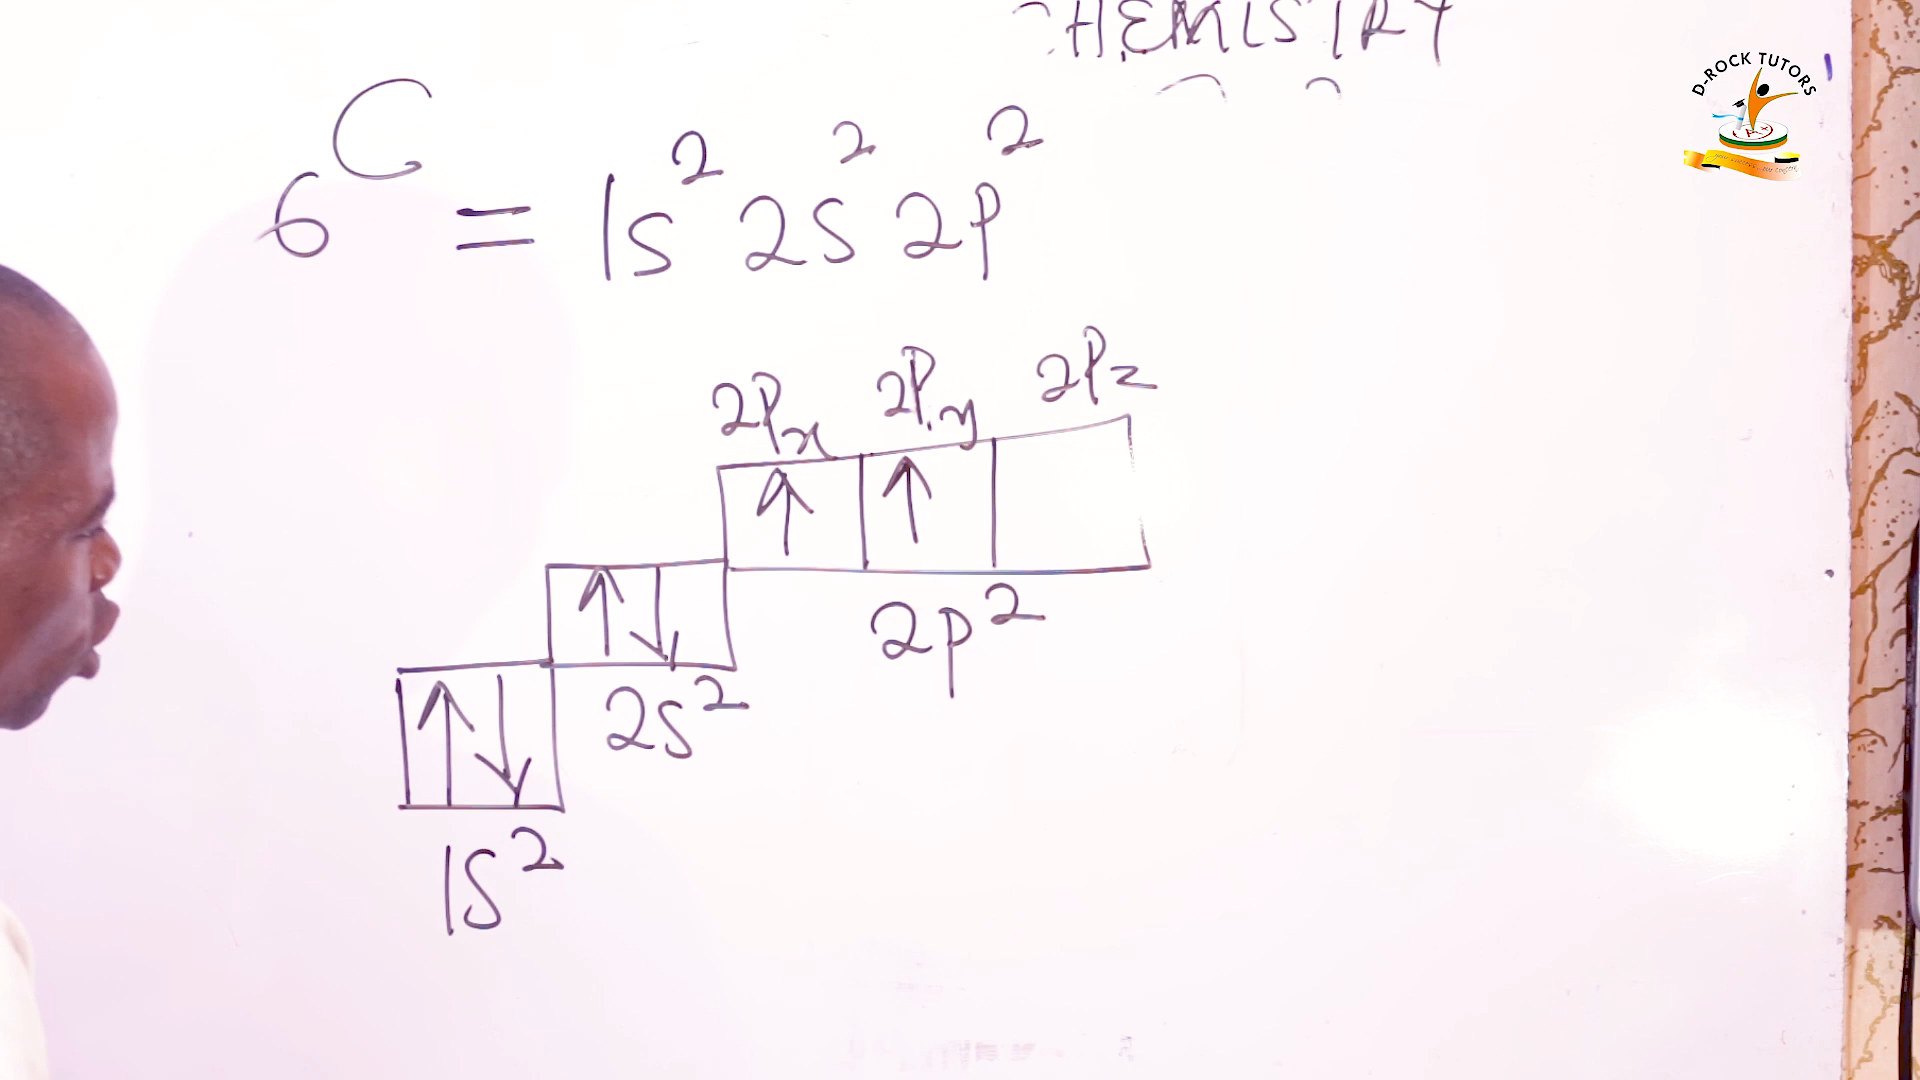 CHEMISTRY
D-ROCK TUTORS
A+
₆C = 1s² 2s² 2p²
2Px 2Py 2Pz
2p²
2s²
1s²